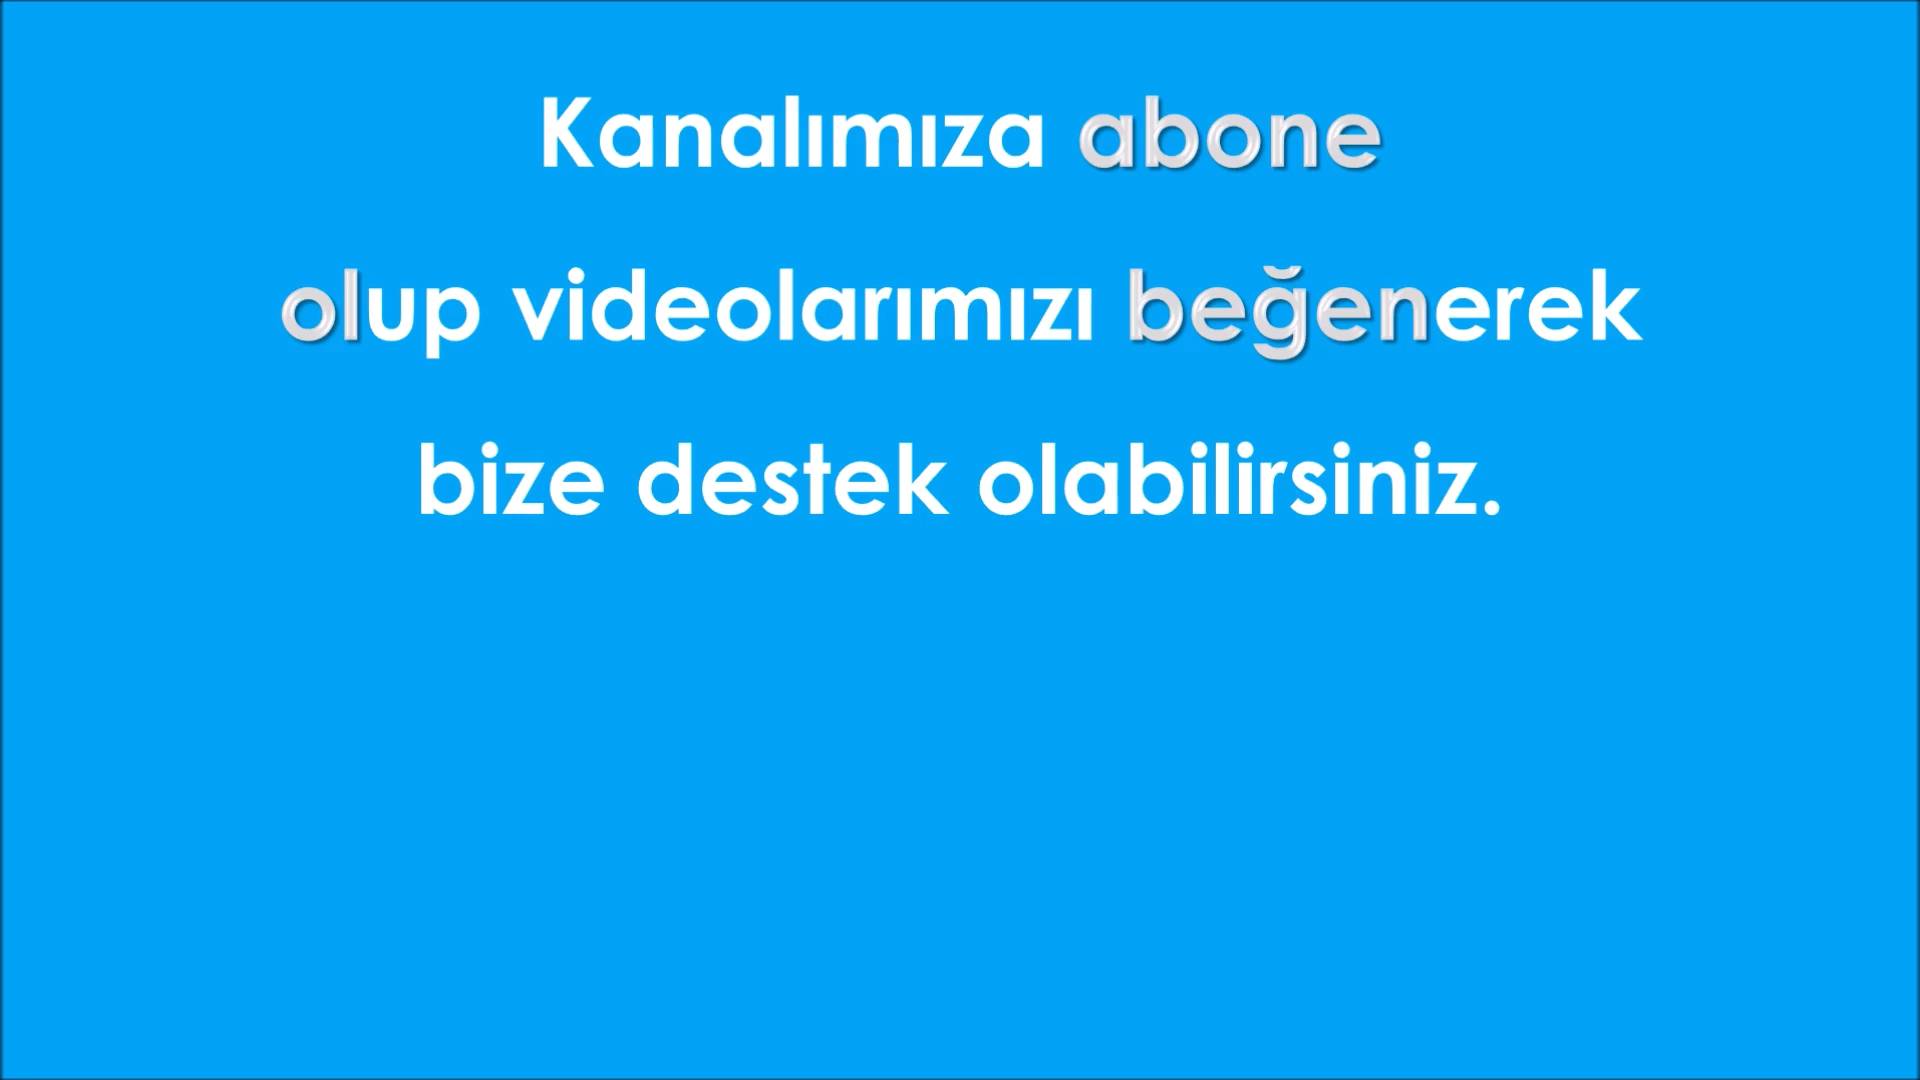 Kanalımıza abone
olup videolarımızı beğenerek
bize destek olabilirsiniz.